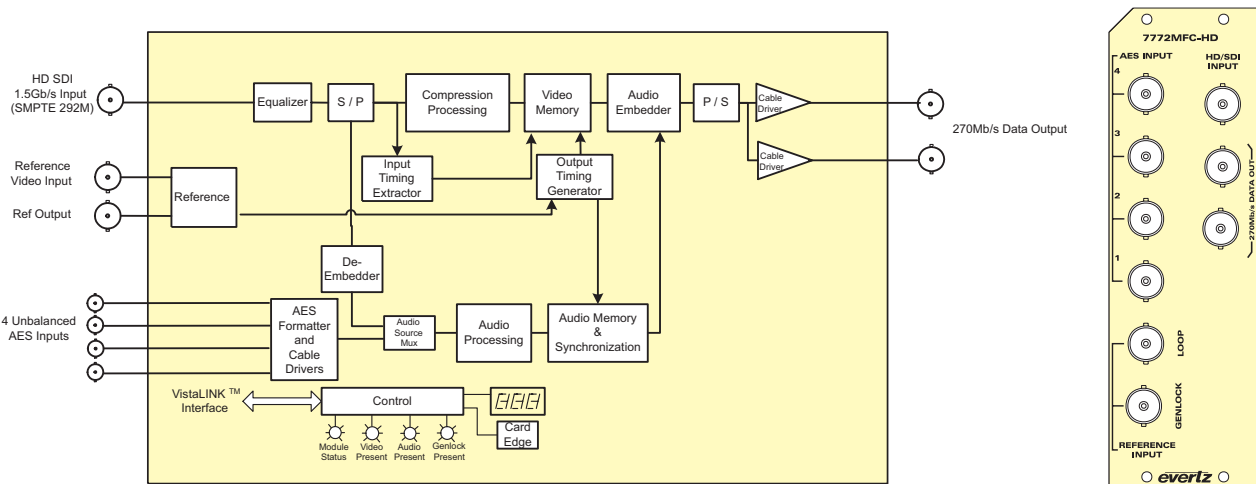 HD SDI
1.5Gb/s Input
(SMPTE 292M)
Equalizer
S / P
Compression
Processing
Video
Memory
Audio
Embedder
P / S
Cable
Driver
Cable
Driver
270Mb/s Data Output
Reference
Video Input
Ref Output
Reference
Input
Timing
Extractor
Output
Timing
Generator
De-
Embedder
4 Unbalanced
AES Inputs
AES
Formatter
and
Cable
Drivers
Audio
Source
Mux
Audio
Processing
Audio Memory
&
Synchronization
VistaLINK TM
Interface
Control
Card
Edge
Module
Status
Video
Present
Audio
Present
Genlock
Present
7772MFC-HD
AES INPUT
HD/SDI
INPUT
4
3
2
1
270Mb/s DATA OUT
LOOP
GENLOCK
REFERENCE
INPUT
evertz